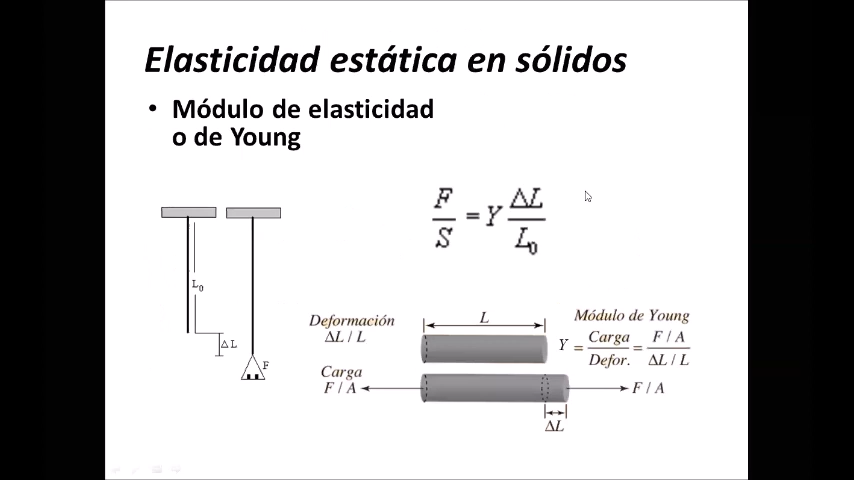 Elasticidad estática en sólidos
• Módulo de elasticidad
o de Young
F/S = Y ΔL/L₀
L₀
Δ L
F
Deformación
ΔL / L
Carga
F / A
L
F / A
ΔL
Módulo de Young
Y = Carga/Defor. = F / A / ΔL / L